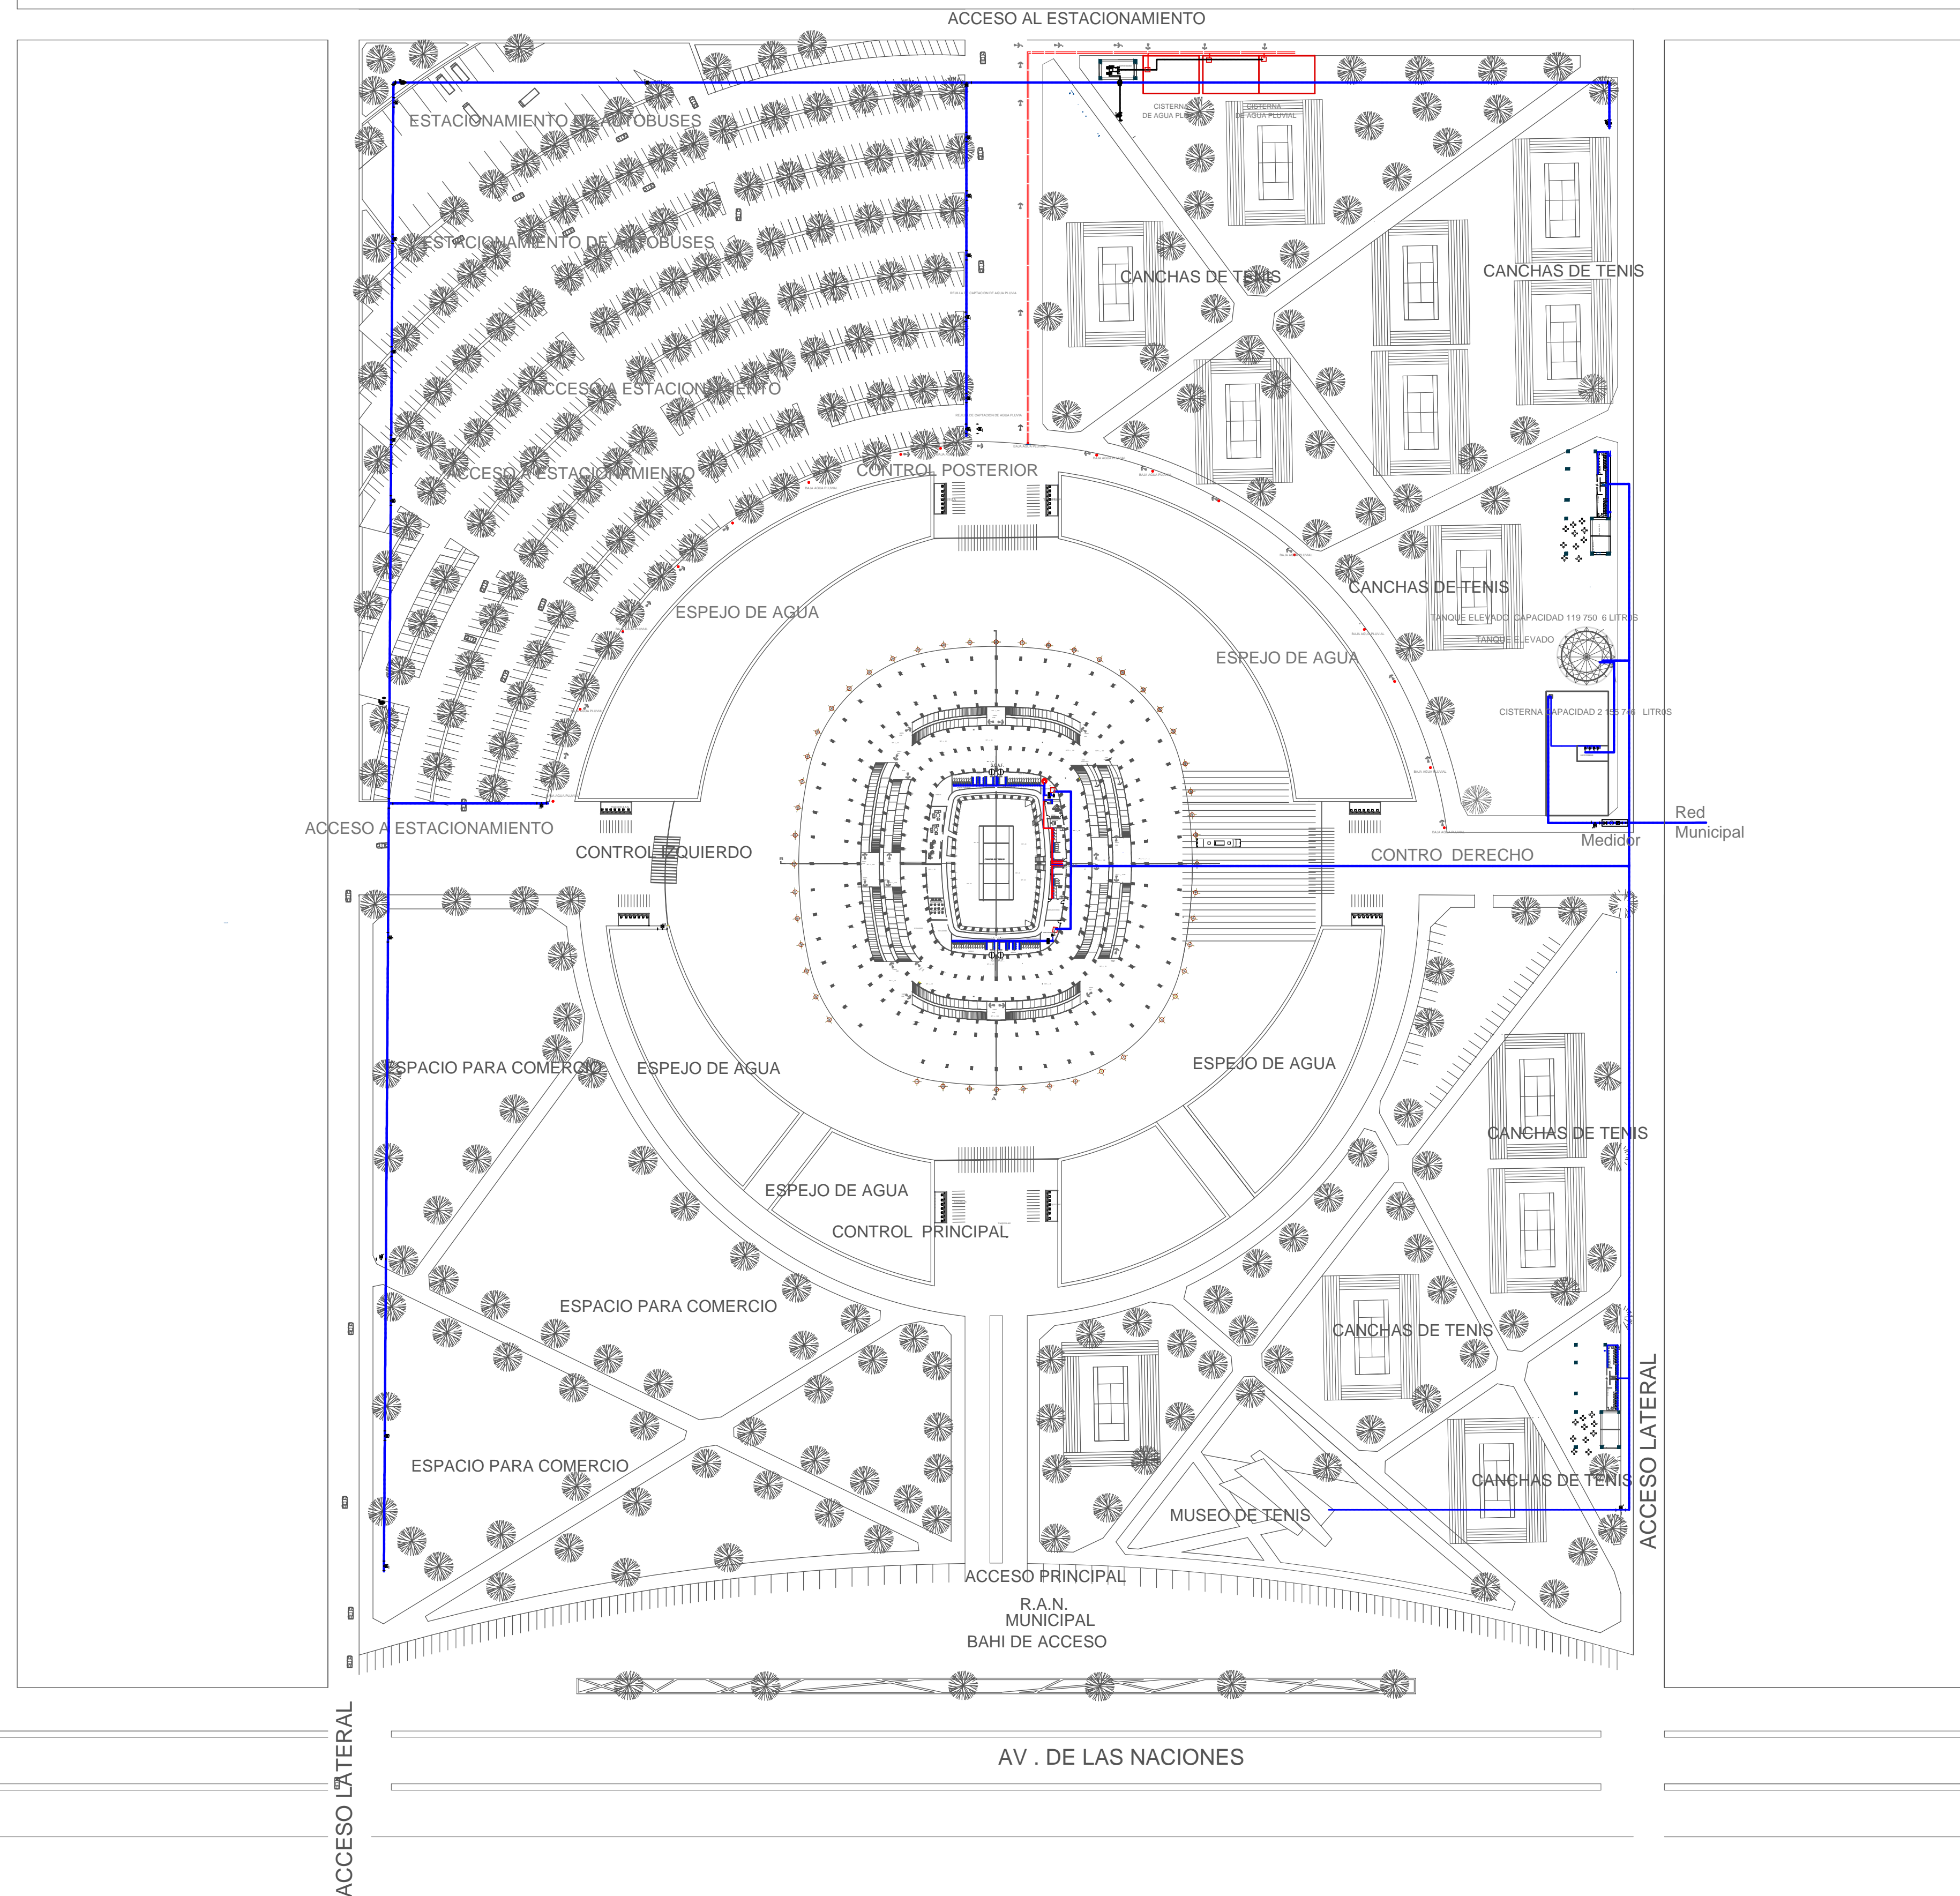 ACCESO AL ESTACIONAMIENTO
CISTERNA
DE AGUA PLUVIAL
CISTERNA
DE AGUA PLUVIAL
ESTACIONAMIENTO DE AUTOBUSES
ESTACIONAMIENTO DE AUTOBUSES
CANCHAS DE TENIS
CANCHAS DE TENIS
ACCESO A ESTACIONAMIENTO
ACCESO A ESTACIONAMIENTO
CONTROL POSTERIOR
CANCHAS DE TENIS
ESPEJO DE AGUA
TANQUE ELEVADO CAPACIDAD 119 750 6 LITROS
TANQUE ELEVADO
ESPEJO DE AGUA
CISTERNA CAPACIDAD 2 155 746 LITROS
Red
Municipal
Medidor
ACCESO A ESTACIONAMIENTO
CONTROL IZQUIERDO
CONTRO DERECHO
ESPACIO PARA COMERCIO
ESPEJO DE AGUA
ESPEJO DE AGUA
CANCHAS DE TENIS
ESPEJO DE AGUA
CONTROL PRINCIPAL
ESPACIO PARA COMERCIO
CANCHAS DE TENIS
ESPACIO PARA COMERCIO
CANCHAS DE TENIS
MUSEO DE TENIS
ACCESO LATERAL
ACCESO PRINCIPAL
R.A.N.
MUNICIPAL
BAHI DE ACCESO
ACCESO LATERAL
AV . DE LAS NACIONES